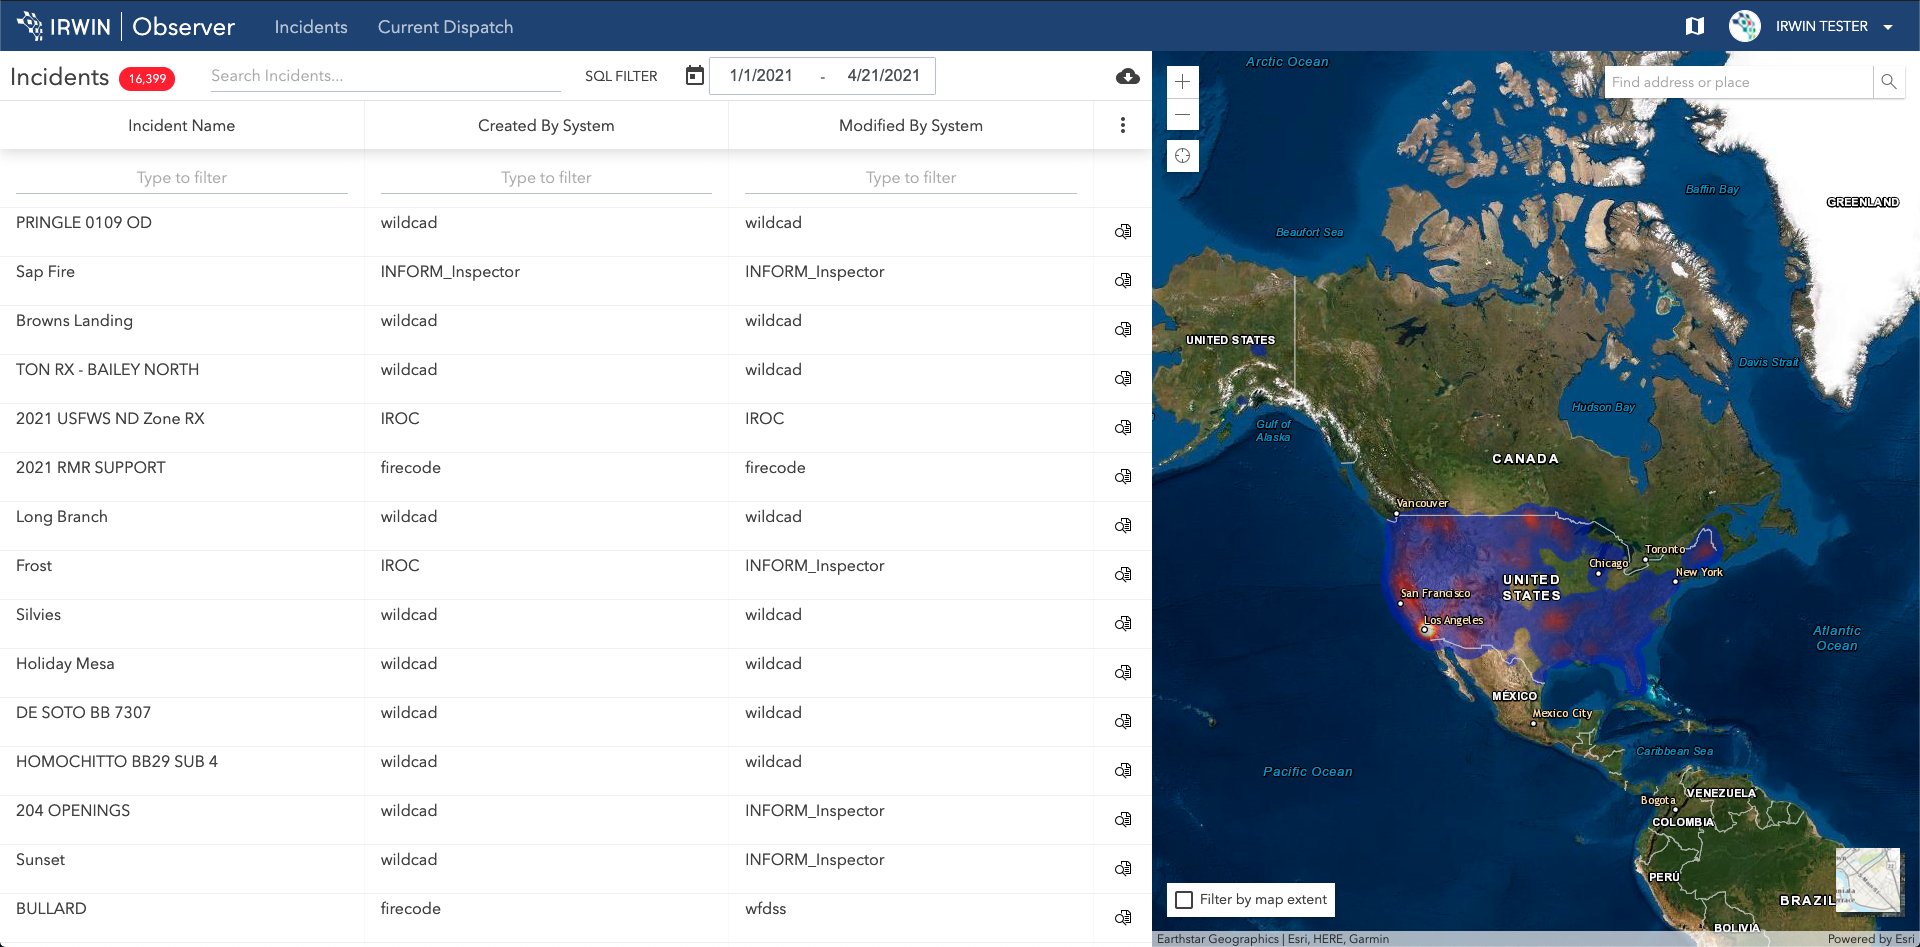 IRWIN | Observer Incidents Current Dispatch IRWIN TESTER
Incidents 16,399 Search Incidents... SQL FILTER 1/1/2021 - 4/21/2021
Incident Name Created By System Modified By System
Type to filter Type to filter Type to filter
PRINGLE 0109 OD wildcad wildcad
Sap Fire INFORM_Inspector INFORM_Inspector
Browns Landing wildcad wildcad
TON RX - BAILEY NORTH wildcad wildcad
2021 USFWS ND Zone RX IROC IROC
2021 RMR SUPPORT firecode firecode
Long Branch wildcad wildcad
Frost IROC INFORM_Inspector
Silvies wildcad wildcad
Holiday Mesa wildcad wildcad
DE SOTO BB 7307 wildcad wildcad
HOMOCHITTO BB29 SUB 4 wildcad wildcad
204 OPENINGS wildcad INFORM_Inspector
Sunset wildcad INFORM_Inspector
BULLARD firecode wfdss
Arctic Ocean
Find address or place
Baffin Bay
GREENLAND
Beaufort Sea
UNITED STATES
Davis Strait
Hudson Bay
Gulf of
Alaska
CANADA
Vancouver
Toronto
Chicago
New York
UNITED
STATES
San Francisco
Los Angeles
Atlantic
Ocean
MÉXICO
Mexico City
Caribbean Sea
Pacific Ocean
VENEZUELA
Bogota
COLOMBIA
PERÚ
BRAZIL
BOLIVIA
Filter by map extent
Earthstar Geographics | Esri, HERE, Garmin Powered by Esri